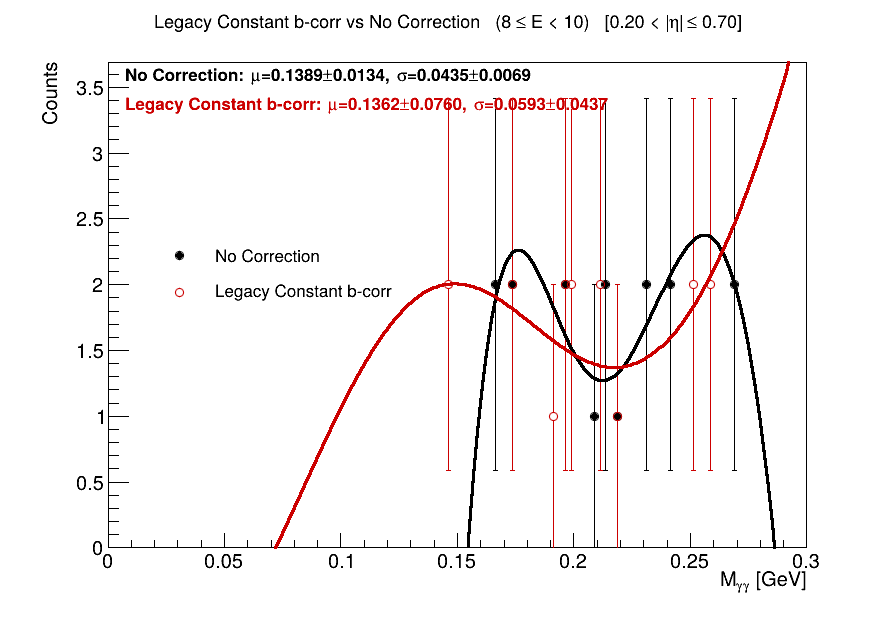 Legacy Constant b-corr vs No Correction (8 ≤ E < 10) [0.20 < |η| ≤ 0.70]
Counts
No Correction: μ=0.1389±0.0134, σ=0.0435±0.0069
Legacy Constant b-corr: μ=0.1362±0.0760, σ=0.0593±0.0437
3.5
3
2.5
No Correction
2
Legacy Constant b-corr
1.5
1
0.5
0
0 0.05 0.1 0.15 0.2 0.25 0.3
Mγγ [GeV]